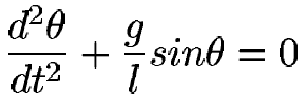 d²θ/dt² + g/l sinθ = 0